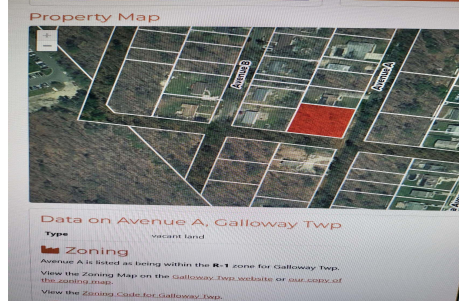 Property Map
+
−
Avenue B
Avenue A
Data on Avenue A, Galloway Twp
Type vacant land
Zoning
Avenue A is listed as being within the R-1 zone for Galloway Twp.
View the Zoning Map on the Galloway Twp website or our copy of
the zoning map.
View the Zoning Code for Galloway Twp.